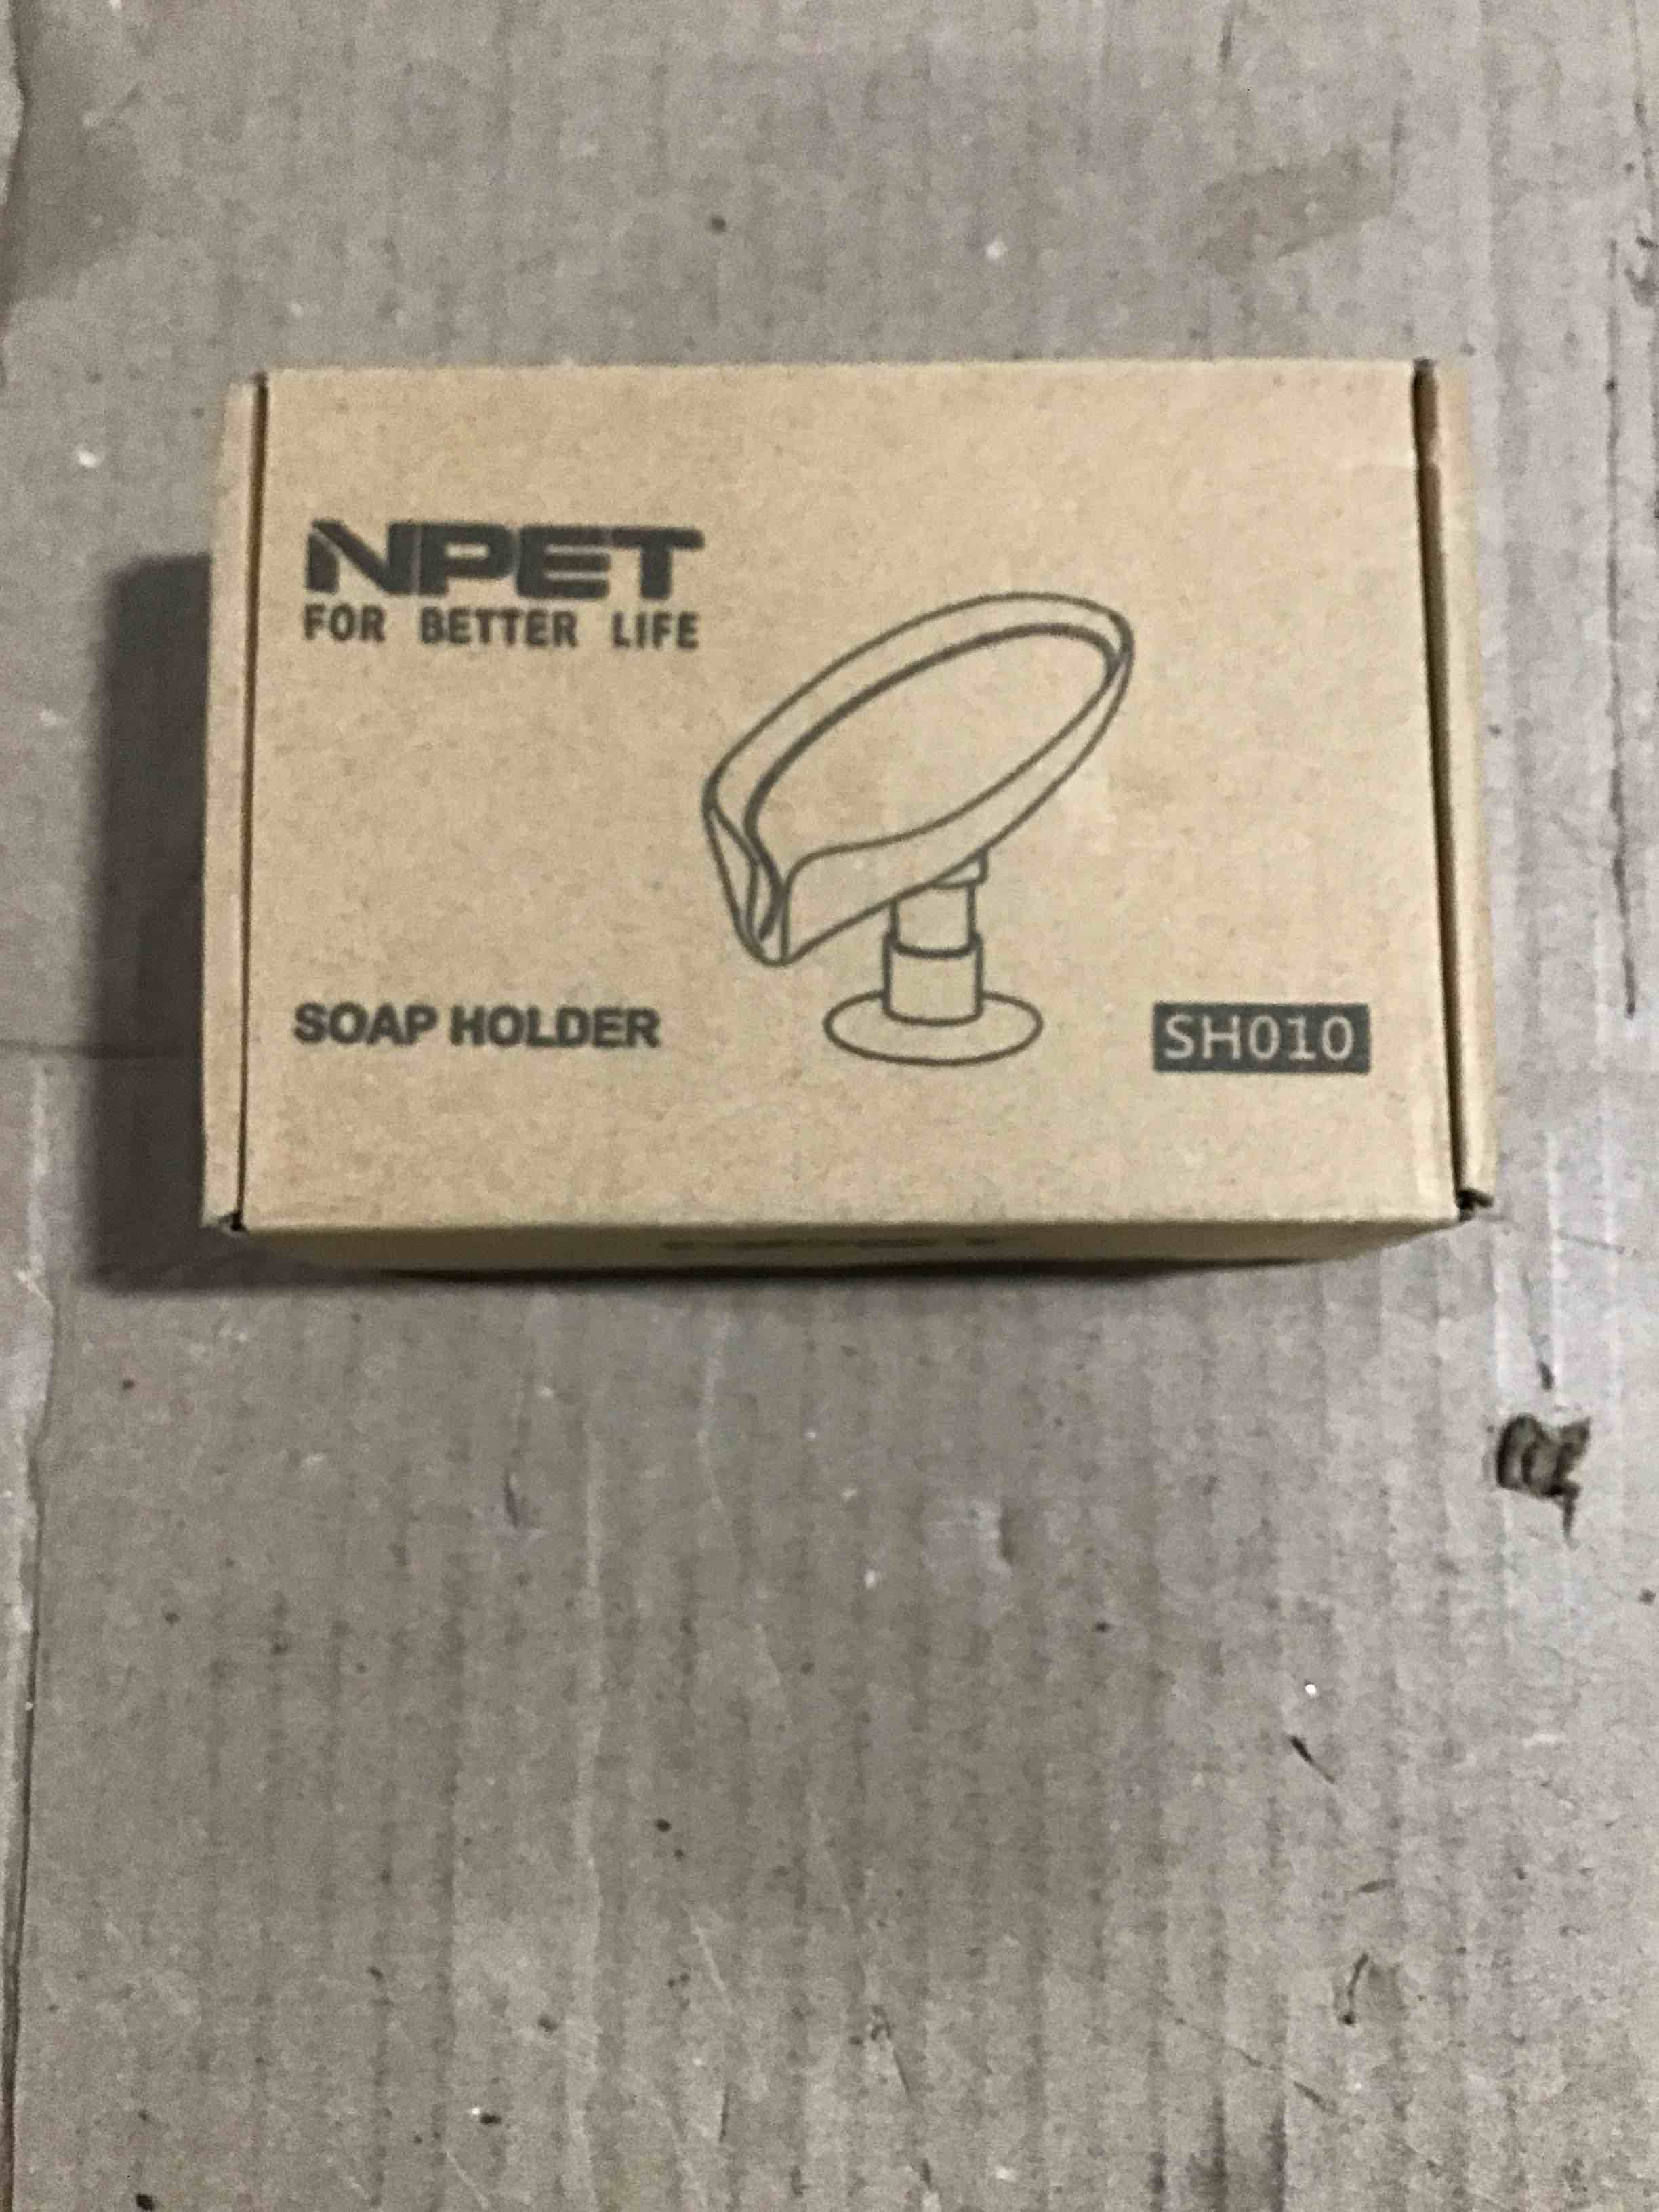 NPET
FOR BETTER LIFE
SOAP HOLDER
SH010